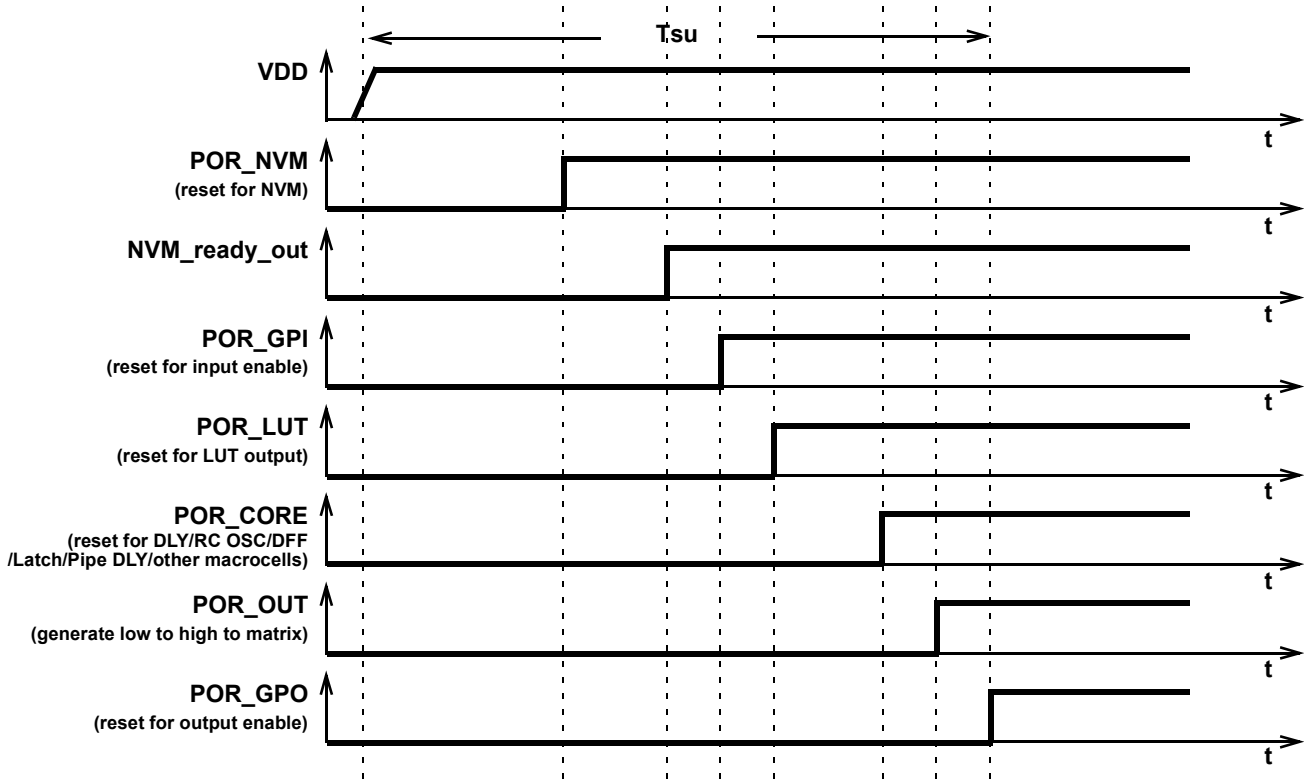 Tsu
VDD
t
POR_NVM
(reset for NVM)
t
NVM_ready_out
t
POR_GPI
(reset for input enable)
t
POR_LUT
(reset for LUT output)
t
POR_CORE
(reset for DLY/RC OSC/DFF
/Latch/Pipe DLY/other macrocells)
t
POR_OUT
(generate low to high to matrix)
t
POR_GPO
(reset for output enable)
t